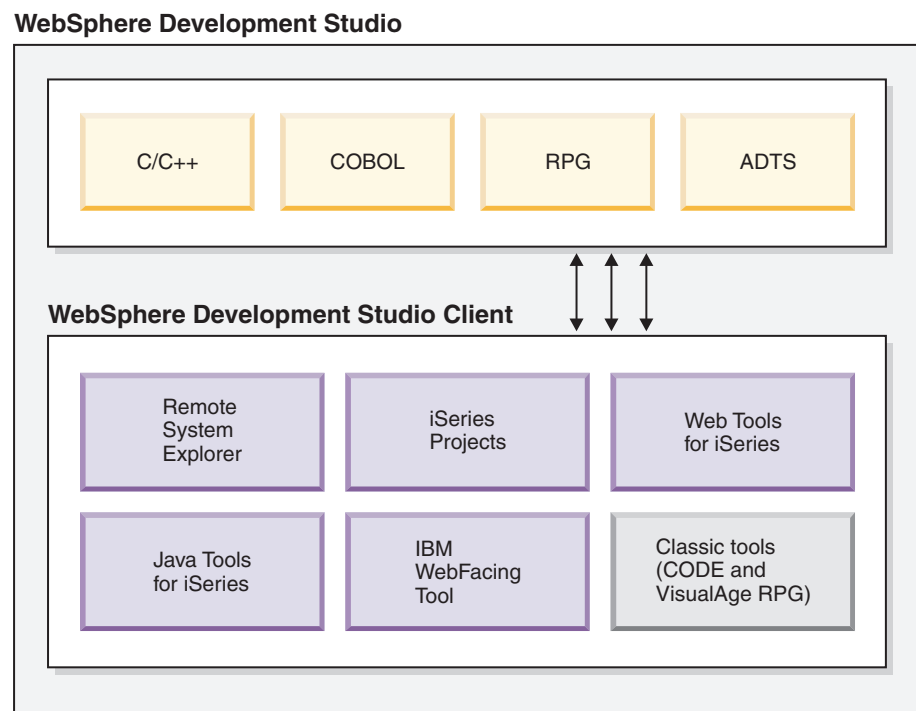 WebSphere Development Studio
C/C++
COBOL
RPG
ADTS
WebSphere Development Studio Client
Remote
System
Explorer
iSeries
Projects
Web Tools
for iSeries
Java Tools
for iSeries
IBM
WebFacing
Tool
Classic tools
(CODE and
VisualAge RPG)